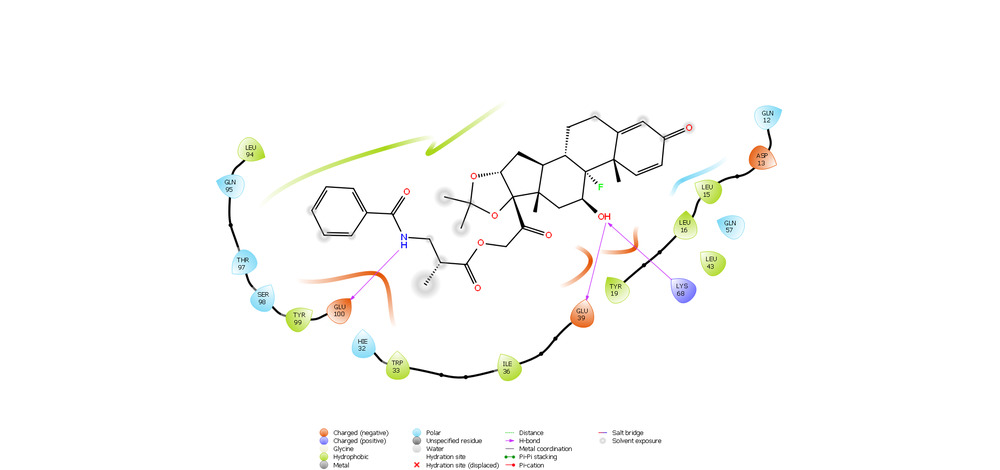 GLN
12
ASP
13
LEU
15
LEU
16
GLN
57
LEU
43
LYS
68
TYR
19
GLU
39
ILE
36
TRP
33
HIE
32
GLU
100
TYR
99
SER
98
THR
97
GLN
95
LEU
94
O
F
OH
O
O
O
O
O
O
N
H
O
Charged (negative)
Charged (positive)
Glycine
Hydrophobic
Metal
Polar
Unspecified residue
Water
Hydration site
Hydration site (displaced)
Distance
H-bond
Metal coordination
Pi-Pi stacking
Pi-cation
Salt bridge
Solvent exposure